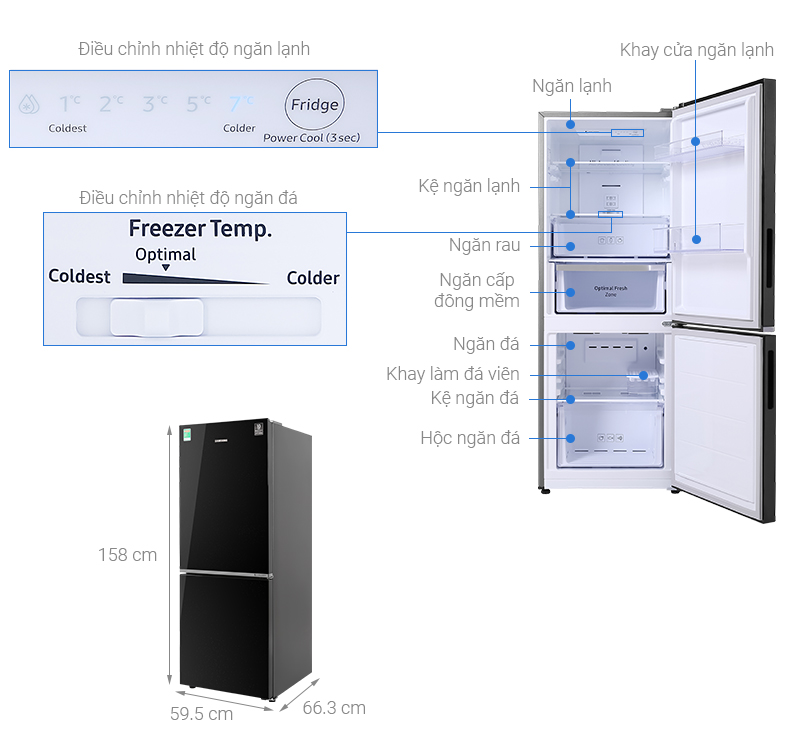 Điều chỉnh nhiệt độ ngăn lạnh
1°C 2°C 3°C 5°C 7°C
Coldest
Colder
Fridge
Power Cool (3 sec)
Điều chỉnh nhiệt độ ngăn đá
Freezer Temp.
Optimal
Coldest
Colder
Khay cửa ngăn lạnh
Ngăn lạnh
Kệ ngăn lạnh
Ngăn rau
Ngăn cấp
đông mềm
Optimal Fresh
Zone
Ngăn đá
Khay làm đá viên
Kệ ngăn đá
Hộc ngăn đá
SAMSUNG
158 cm
59.5 cm
66.3 cm